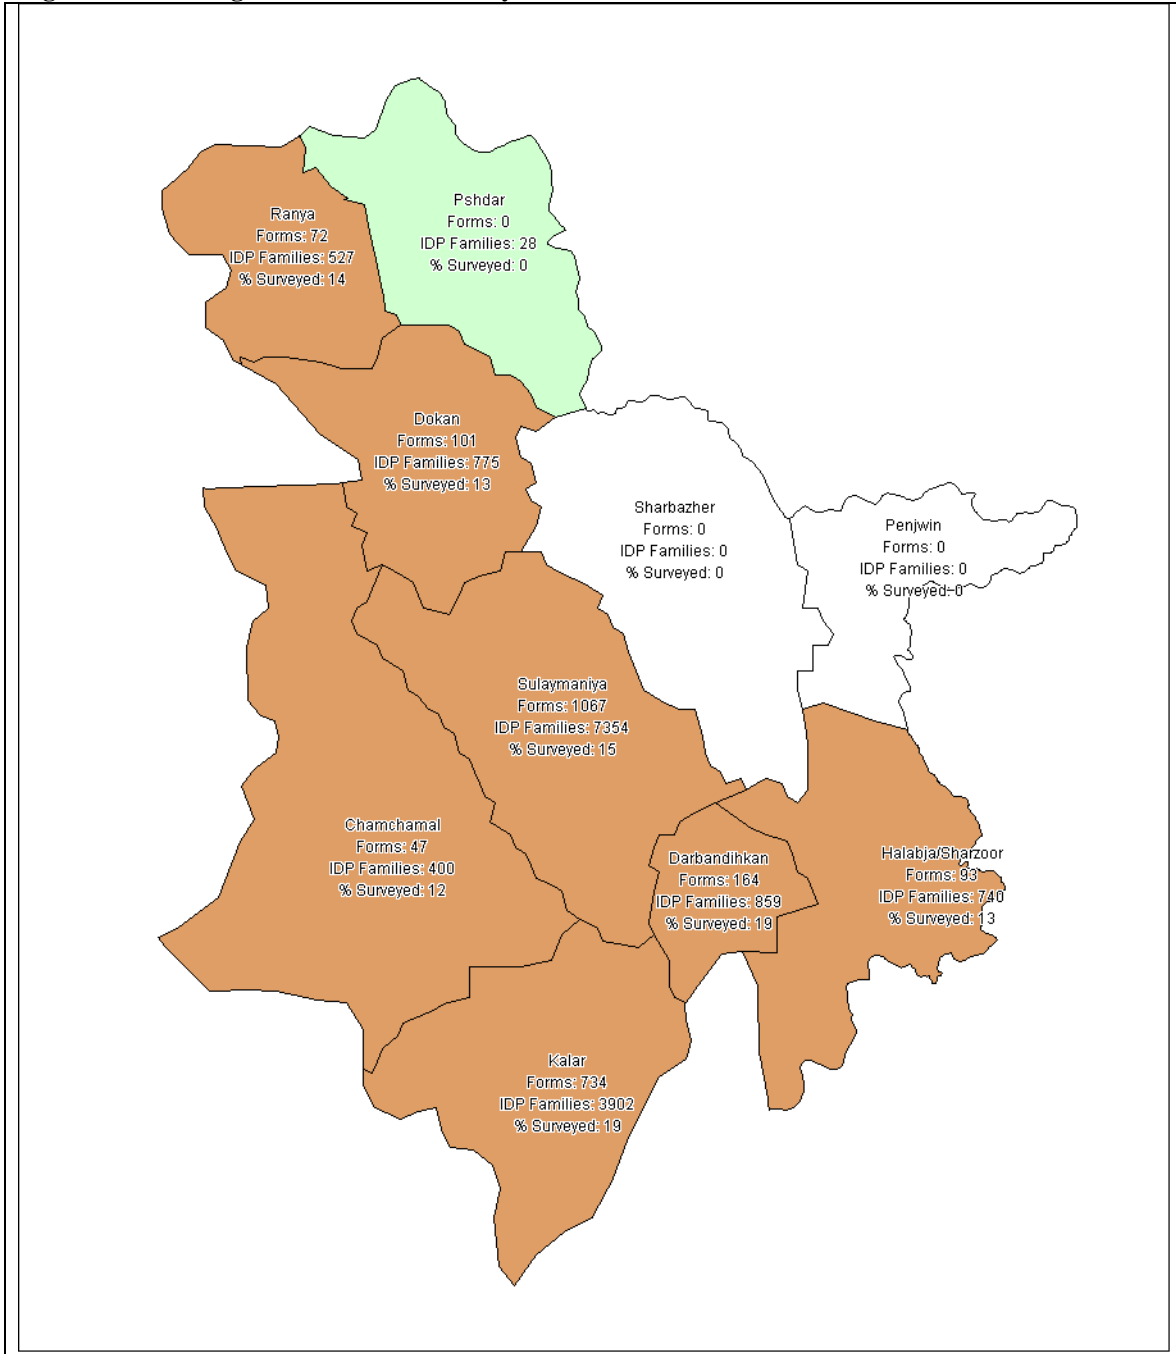 Pshdar
Forms: 0
IDP Families: 28
% Surveyed: 0
Ranya
Forms: 72
IDP Families: 527
% Surveyed: 14
Dokan
Forms: 101
IDP Families: 775
% Surveyed: 13
Sharbazher
Forms: 0
IDP Families: 0
% Surveyed: 0
Penjwin
Forms: 0
IDP Families: 0
% Surveyed: 0
Sulaymaniya
Forms: 1067
IDP Families: 7354
% Surveyed: 15
Chamchamal
Forms: 47
IDP Families: 400
% Surveyed: 12
Darbandihkan
Forms: 164
IDP Families: 859
% Surveyed: 19
Halabja/Sharzoor
Forms: 93
IDP Families: 740
% Surveyed: 13
Kalar
Forms: 734
IDP Families: 3902
% Surveyed: 19